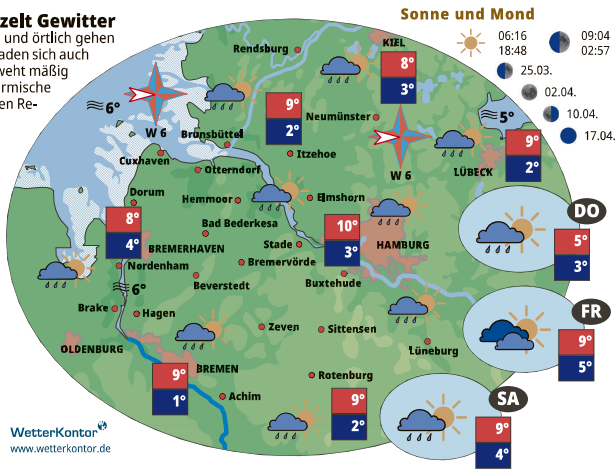 zelt Gewitter
und örtlich gehen
aden sich auch
weht mäßig
rmische
en Re-
Sonne und Mond
06:16
18:48
09:04
02:57
25.03.
02.04.
10.04.
17.04.
Rendsburg
KIEL
8°
3°
6°
W 6
9°
2°
Neumünster
5°
Brunsbüttel
Itzehoe
W 6
LÜBECK
9°
2°
Cuxhaven
Otterndorf
Dorum
Hemmoor
Elmshorn
8°
4°
Bad Bederkesa
10°
3°
HAMBURG
BREMERHAVEN
Stade
Nordenham
Bremervörde
Beverstedt
Buxtehude
6°
Brake
Hagen
Zeven
Sittensen
OLDENBURG
Lüneburg
BREMEN
9°
1°
Rotenburg
Achim
9°
2°
DO
5°
3°
FR
9°
5°
SA
9°
4°
WetterKontor
www.wetterkontor.de